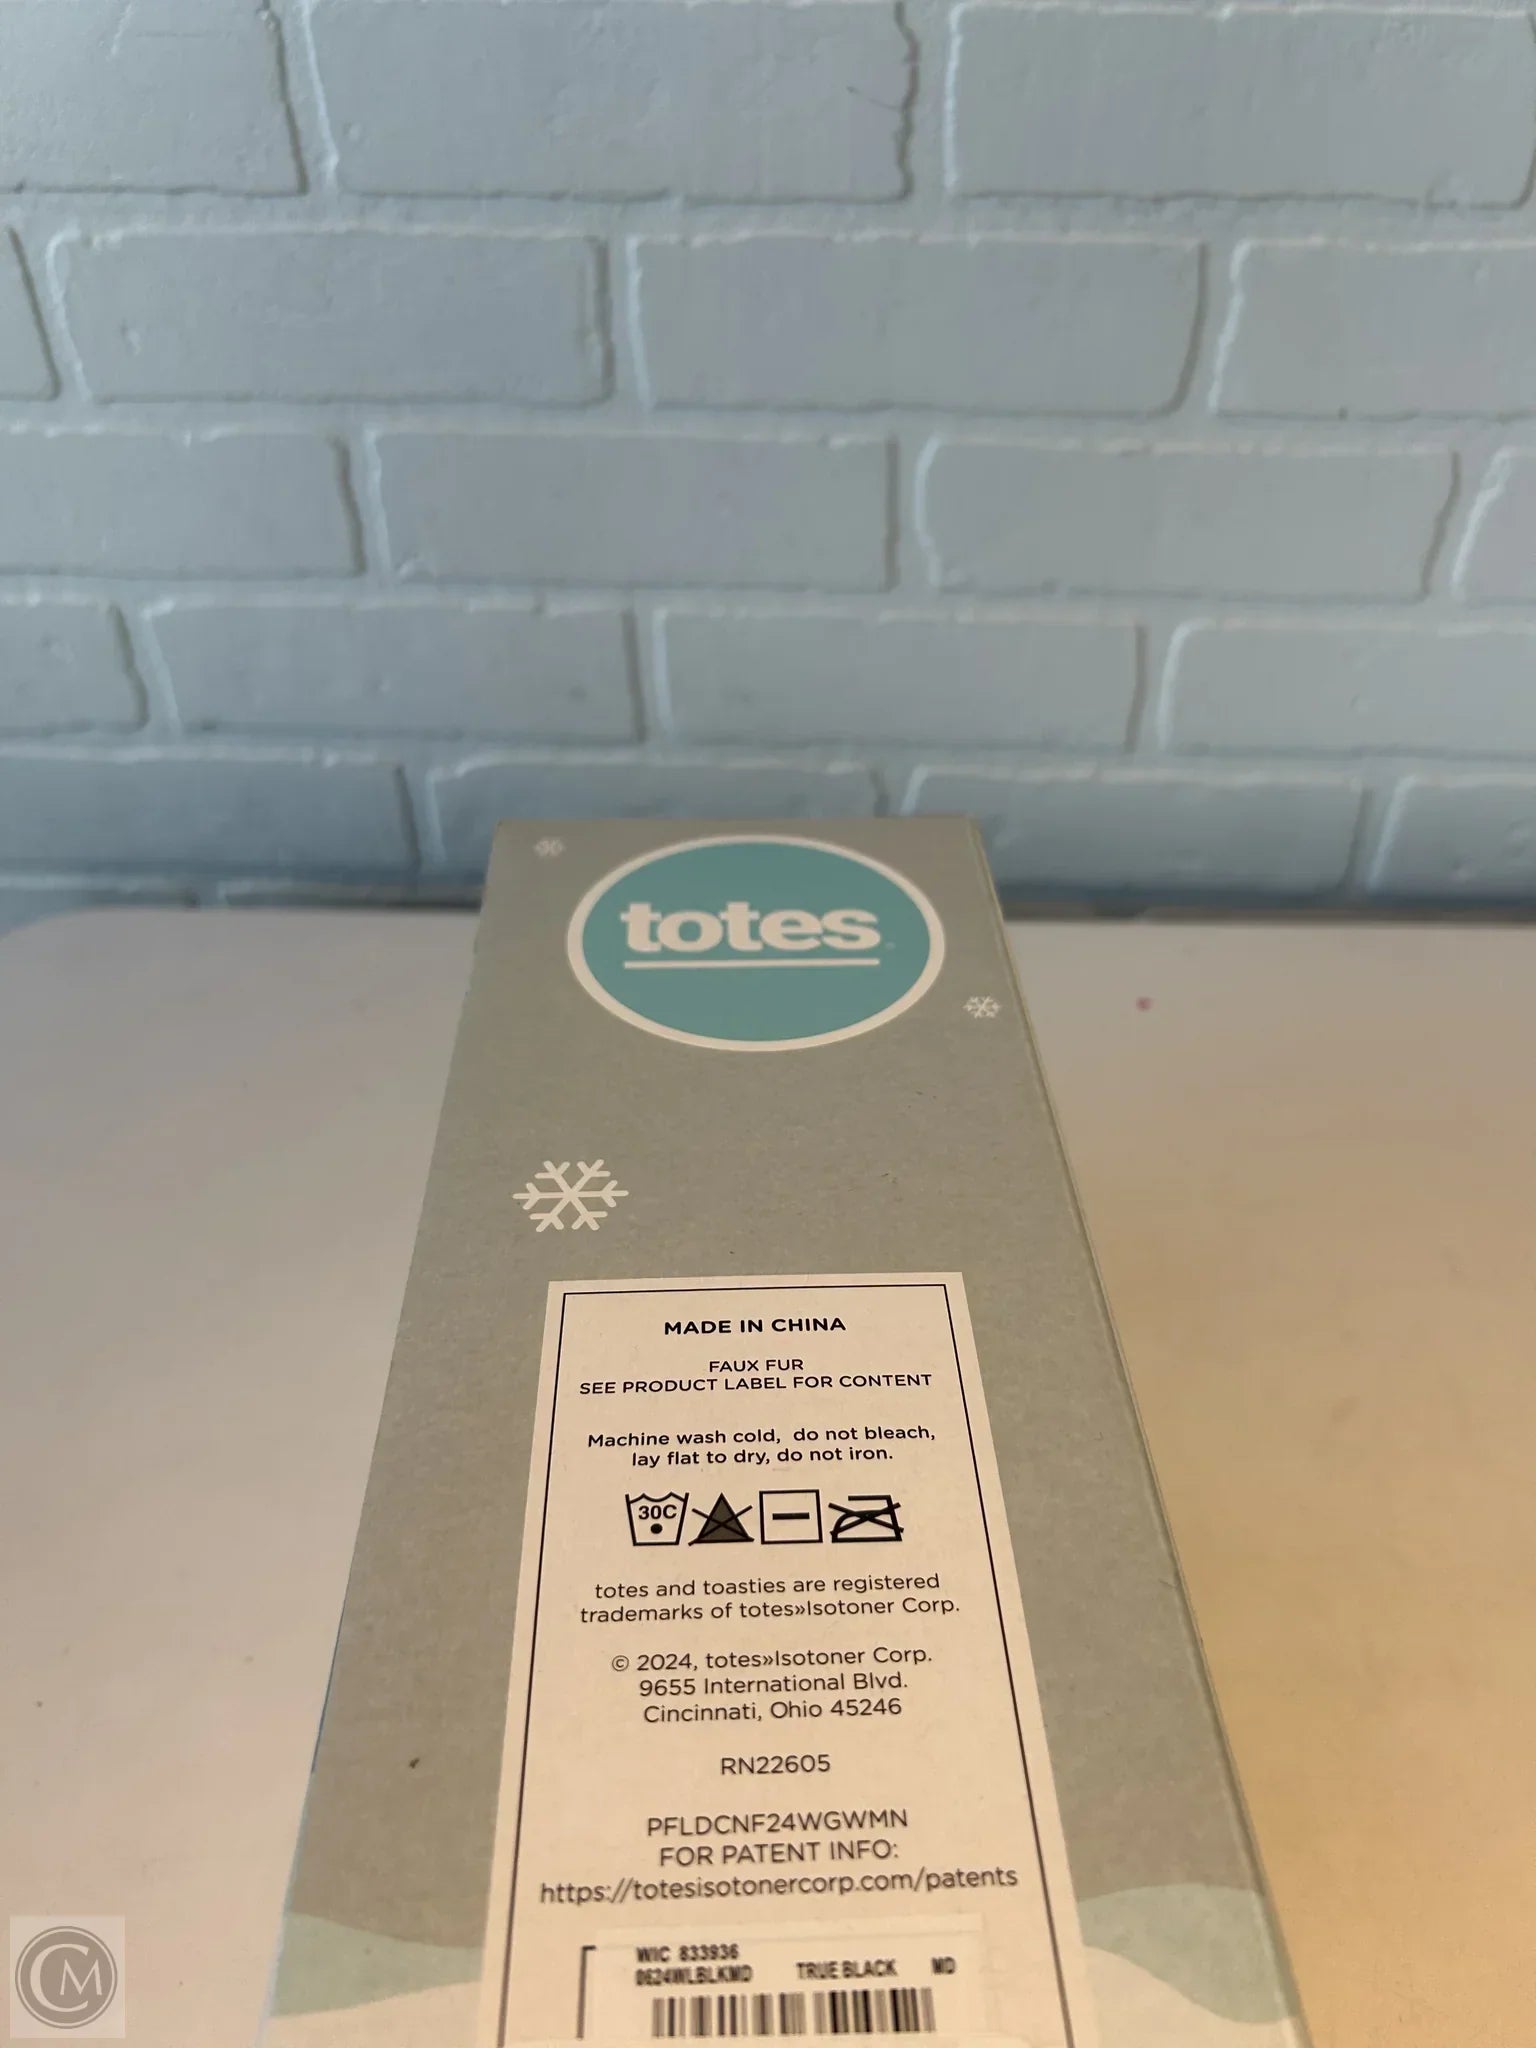 totes
MADE IN CHINA
FAUX FUR
SEE PRODUCT LABEL FOR CONTENT
Machine wash cold, do not bleach,
lay flat to dry, do not iron.
30C
totes and toasties are registered
trademarks of totes»Isotoner Corp.
© 2024, totes»Isotoner Corp.
9655 International Blvd.
Cincinnati, Ohio 45246
RN22605
PFLDCNF24WGWMN
FOR PATENT INFO:
https://totesisotonercorp.com/patents
WIC 833936
0624WLBLKMD TRUE BLACK MD
CM